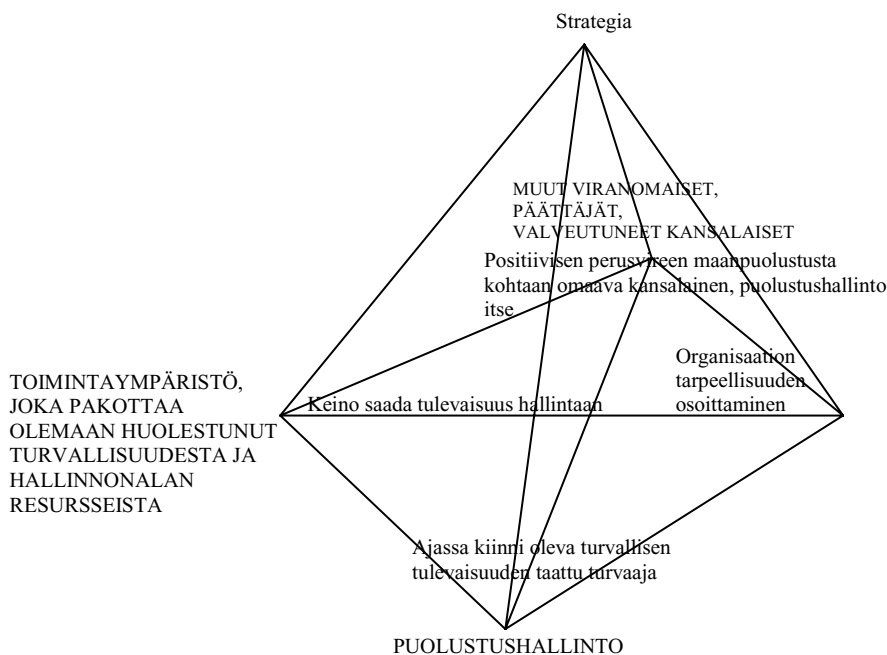 Strategia
MUUT VIRANOMAISET,
PÄÄTTÄJÄT,
VALVEUTUNEET KANSALAISET
Positiivisen perusvireen maanpuolustusta
kohtaan omaava kansalainen, puolustushallinto
itse
Organisaation
tarpeellisuuden
osoittaminen
TOIMINTAYMPÄRISTÖ,
JOKA PAKOTTAA
OLEMAAN HUOLESTUNUT
TURVALLISUUDESTA JA
HALLINNONALAN
RESURSSEISTA
Keino saada tulevaisuus hallintaan
Ajassa kiinni oleva turvallisen
tulevaisuuden taattu turvaaja
PUOLUSTUSHALLINTO